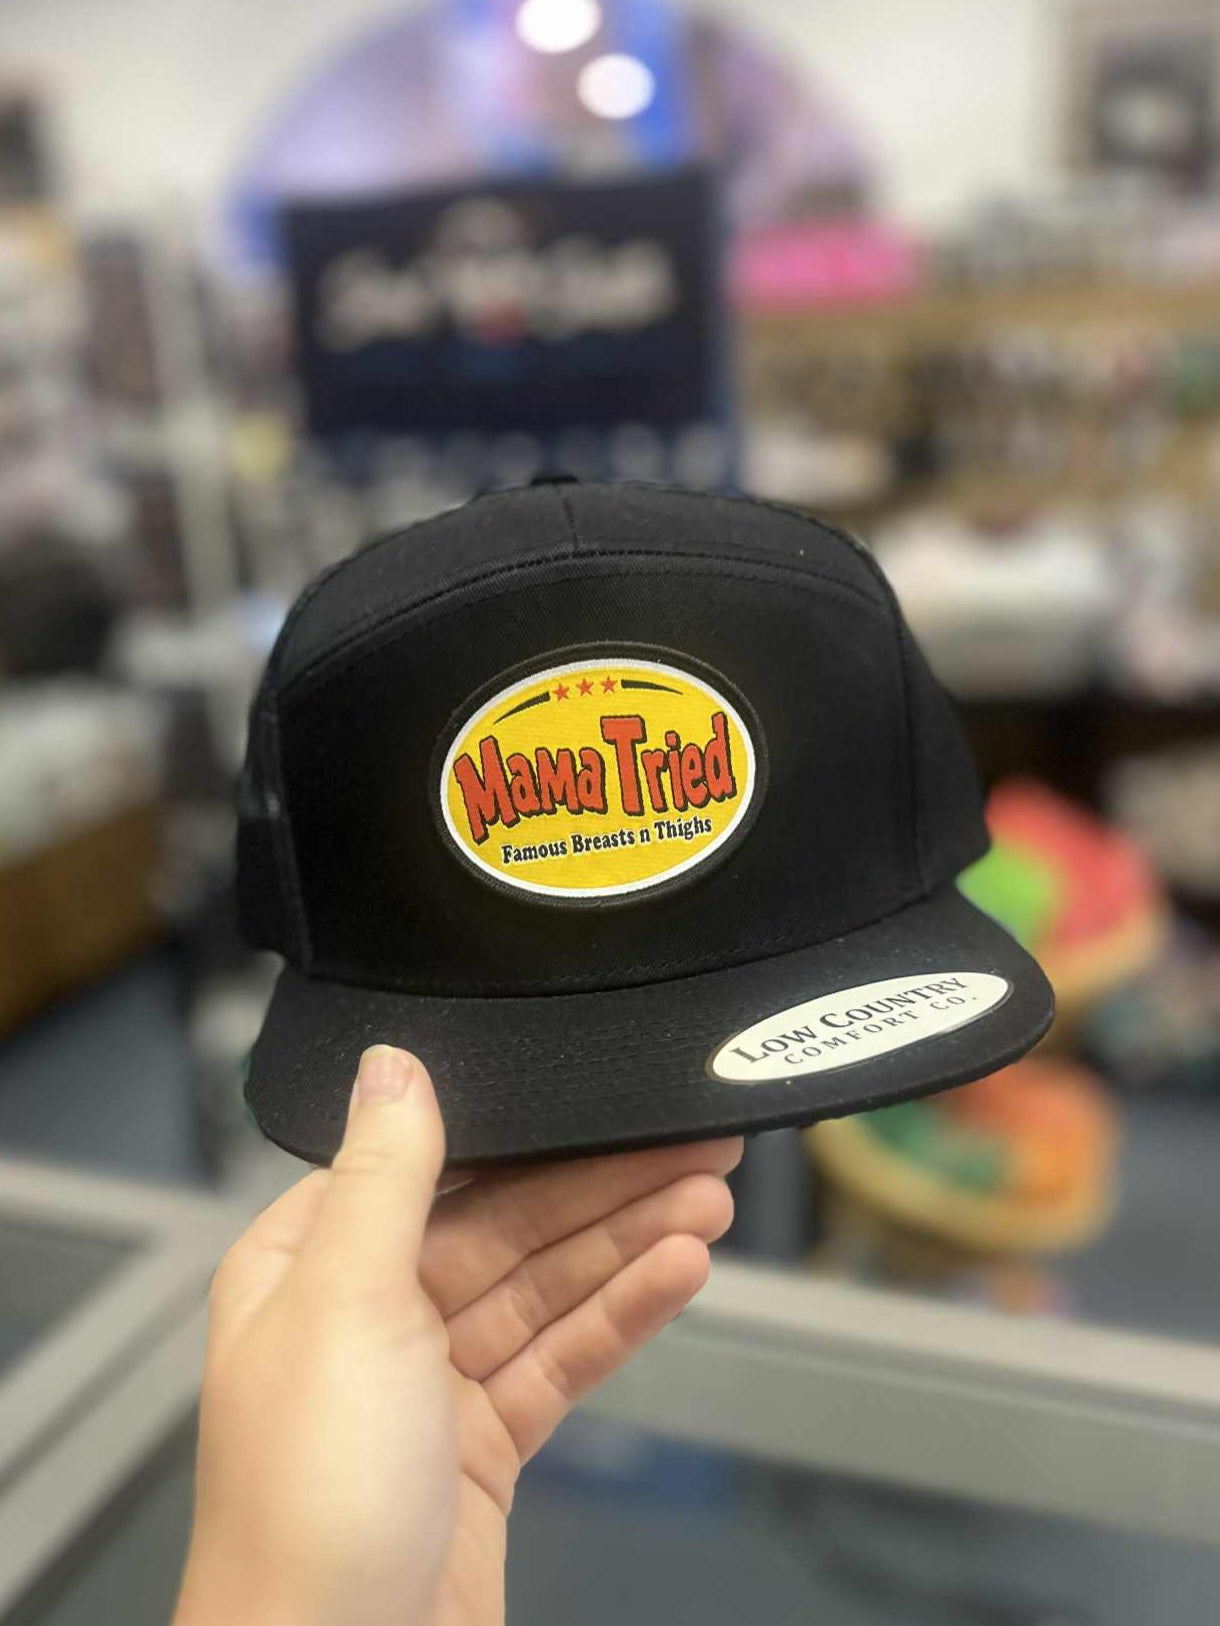 Mama Tried
Famous Breasts n Thighs
Low Country
Comfort Co.